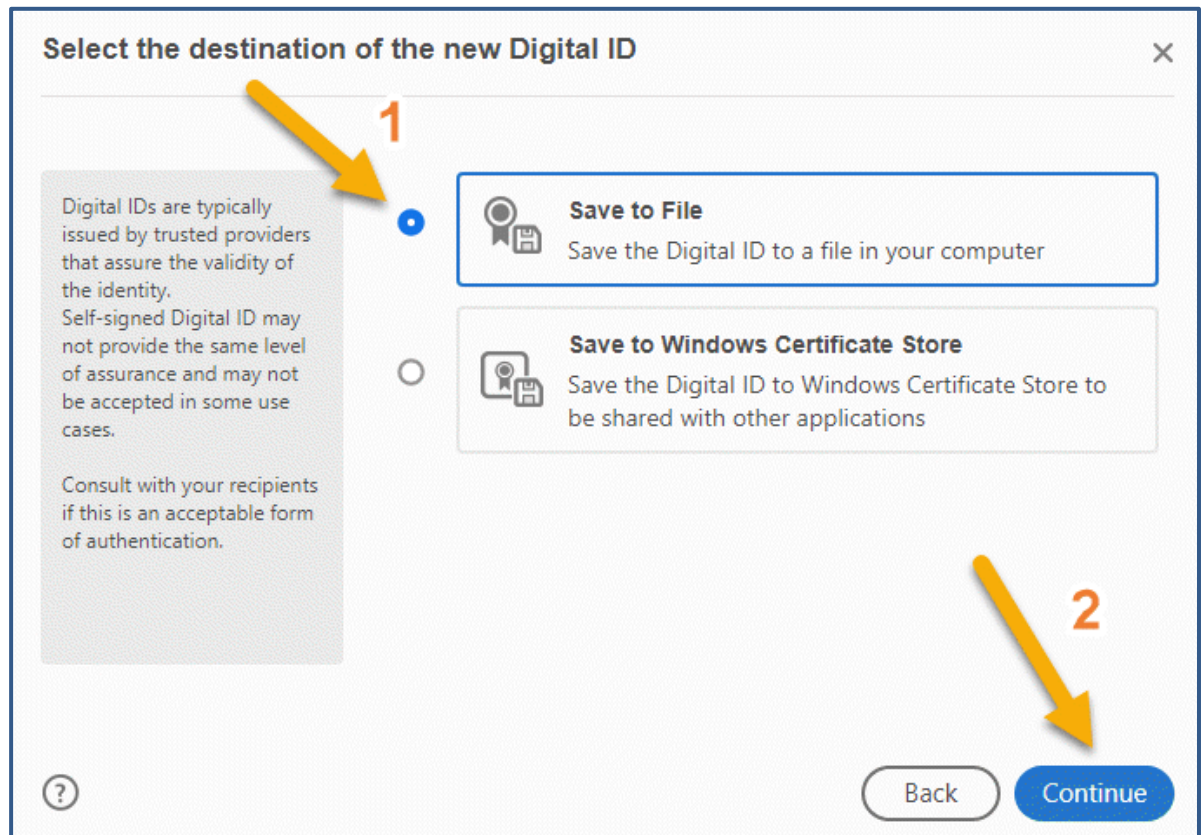 Select the destination of the new Digital ID
1
Digital IDs are typically
issued by trusted providers
that assure the validity of
the identity.
Self-signed Digital ID may
not provide the same level
of assurance and may not
be accepted in some use
cases.
Consult with your recipients
if this is an acceptable form
of authentication.
Save to File
Save the Digital ID to a file in your computer
Save to Windows Certificate Store
Save the Digital ID to Windows Certificate Store to
be shared with other applications
2
?
Back
Continue